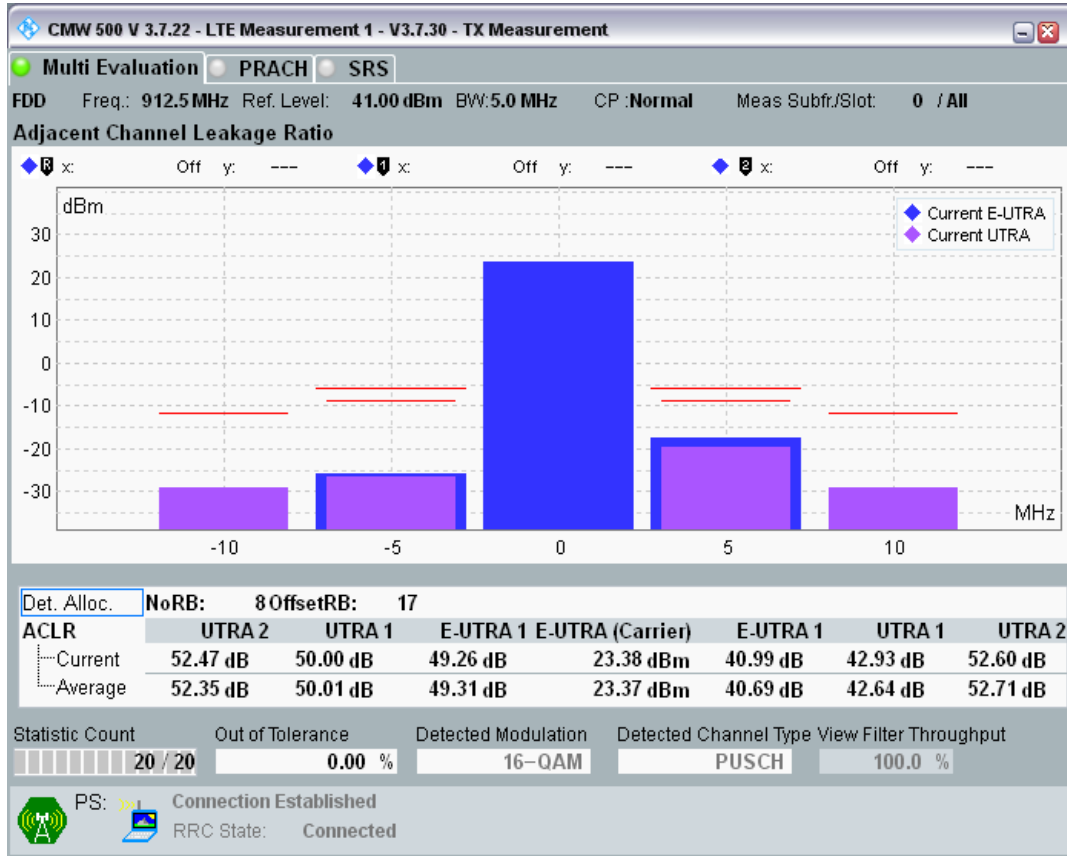 CMW 500 V 3.7.22 - LTE Measurement 1 - V3.7.30 - TX Measurement
Multi Evaluation PRACH SRS
FDD Freq.: 912.5 MHz Ref. Level: 41.00 dBm BW:5.0 MHz CP :Normal Meas Subfr./Slot: 0 / All
Adjacent Channel Leakage Ratio
R x: Off y: --- 1 x: Off y: --- 2 x: Off y: ---
dBm
Current E-UTRA
Current UTRA
30
20
10
0
-10
-20
-30
MHz
-10 -5 0 5 10
Det. Alloc. NoRB: 8 OffsetRB: 17
ACLR UTRA 2 UTRA 1 E-UTRA 1 E-UTRA (Carrier) E-UTRA 1 UTRA 1 UTRA 2
Current 52.47 dB 50.00 dB 49.26 dB 23.38 dBm 40.99 dB 42.93 dB 52.60 dB
Average 52.35 dB 50.01 dB 49.31 dB 23.37 dBm 40.69 dB 42.64 dB 52.71 dB
Statistic Count Out of Tolerance Detected Modulation Detected Channel Type View Filter Throughput
20 / 20 0.00 % 16-QAM PUSCH 100.0 %
PS: Connection Established
RRC State: Connected